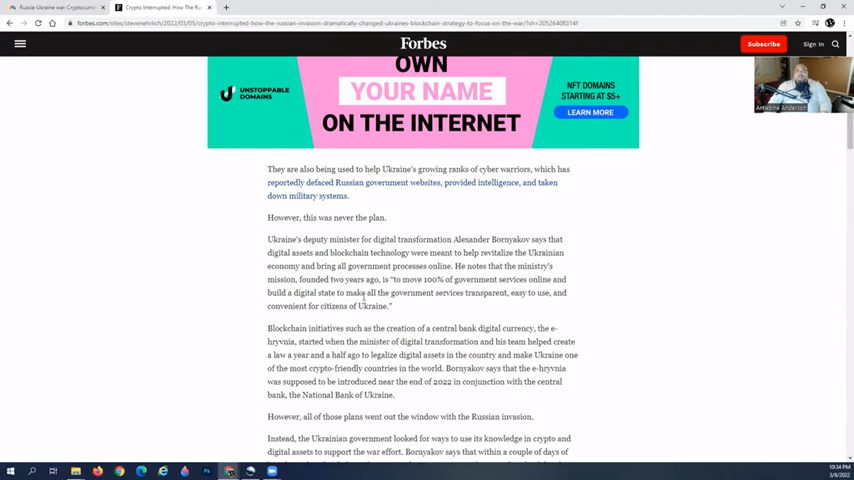 Russia-Ukraine war: Cryptocurr
Crypto Interrupted: How The Ru
forbes.com/sites/stevenehrlich/2022/03/05/crypto-interrupted-how-the-russian-invasion-dramatically-changed-ukraines-blockchain-strategy-to-focus-on-the-war/?sh=20526408314f
Forbes
Subscribe
Sign In
UNSTOPPABLE
DOMAINS
OWN
YOUR NAME
ON THE INTERNET
NFT DOMAINS
STARTING AT $5+
LEARN MORE
Antwoine Anderson
They are also being used to help Ukraine's growing ranks of cyber warriors, which has
reportedly defaced Russian government websites, provided intelligence, and taken
down military systems.
However, this was never the plan.
Ukraine's deputy minister for digital transformation Alexander Bornyakov says that
digital assets and blockchain technology were meant to help revitalize the Ukrainian
economy and bring all government processes online. He notes that the ministry's
mission, founded two years ago, is "to move 100% of government services online and
build a digital state to make all the government services transparent, easy to use, and
convenient for citizens of Ukraine."
Blockchain initiatives such as the creation of a central bank digital currency, the e-
hryvnia, started when the minister of digital transformation and his team helped create
a law a year and a half ago to legalize digital assets in the country and make Ukraine one
of the most crypto-friendly countries in the world. Bornyakov says that the e-hryvnia
was supposed to be introduced near the end of 2022 in conjunction with the central
bank, the National Bank of Ukraine.
However, all of those plans went out the window with the Russian invasion.
Instead, the Ukrainian government looked for ways to use its knowledge in crypto and
digital assets to support the war effort. Bornyakov says that within a couple of days of
10:34 PM
3/6/2022